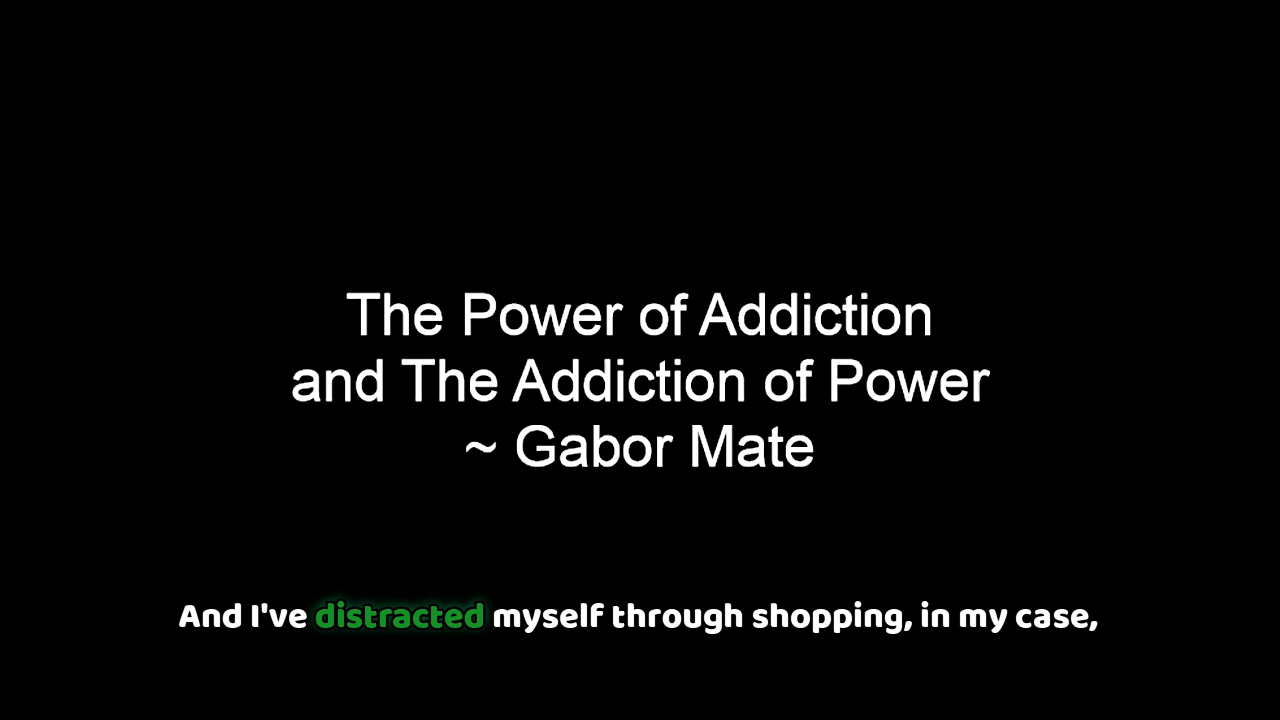 The Power of Addiction
and The Addiction of Power
~ Gabor Mate
And I've distracted myself through shopping, in my case,